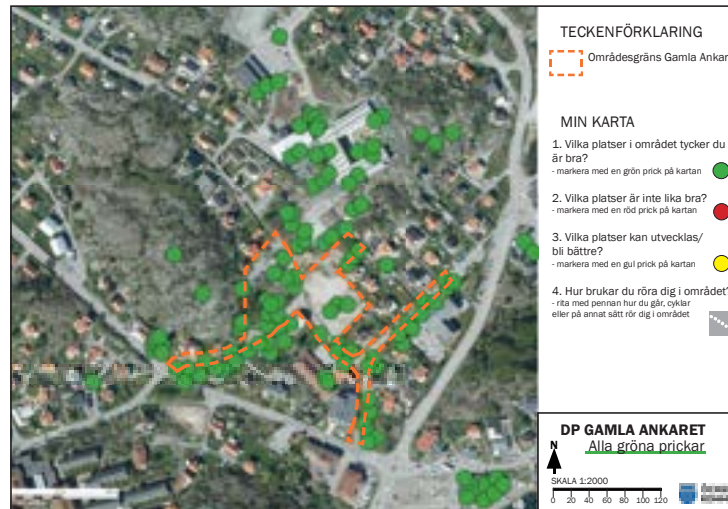 TECKENFÖRKLARING
Områdesgräns Gamla Ankar
MIN KARTA
1. Vilka platser i området tycker du
är bra?
- markera med en grön prick på kartan
2. Vilka platser är inte lika bra?
- markera med en röd prick på kartan
3. Vilka platser kan utvecklas/
bli bättre?
- markera med en gul prick på kartan
4. Hur brukar du röra dig i området?
- rita med pennan hur du går, cyklar
eller på annat sätt rör dig i området
DP GAMLA ANKARET
Alla gröna prickar
N
SKALA 1:2000
0 20 40 60 80 100 120